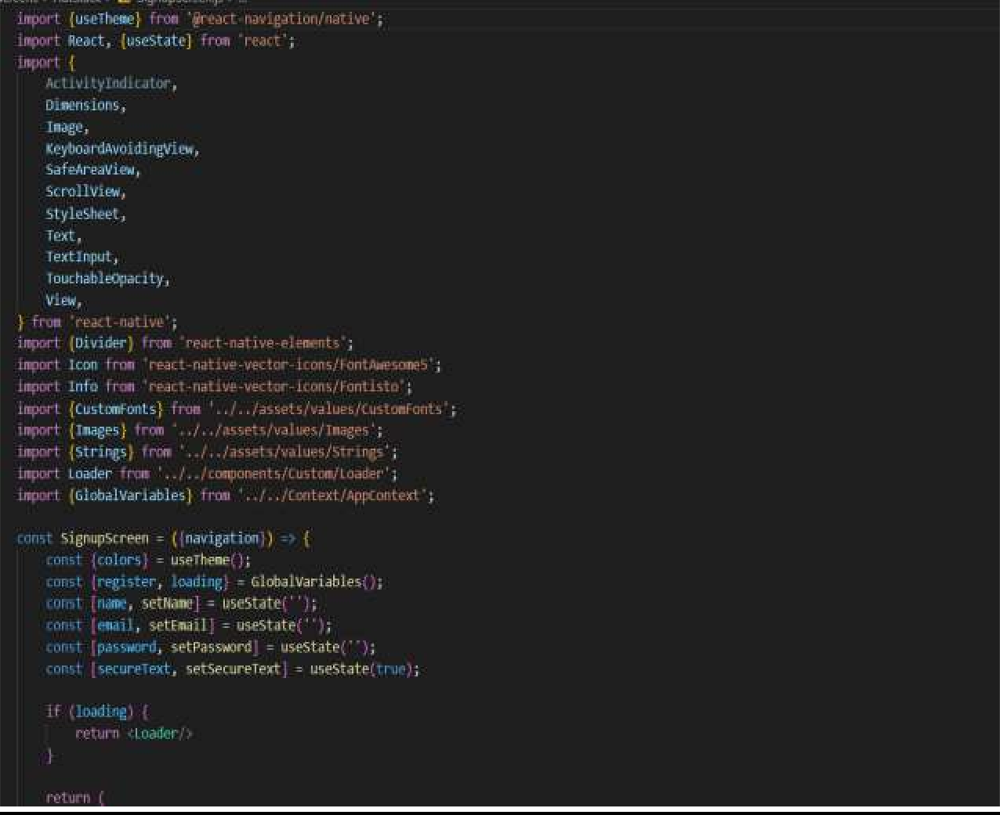 import {useTheme} from '@react-navigation/native';
import React, {useState} from 'react';
import {
    ActivityIndicator,
    Dimensions,
    Image,
    KeyboardAvoidingView,
    SafeAreaView,
    ScrollView,
    StyleSheet,
    Text,
    TextInput,
    TouchableOpacity,
    View,
} from 'react-native';
import {Divider} from 'react-native-elements';
import Icon from 'react-native-vector-icons/FontAwesome5';
import Info from 'react-native-vector-icons/Fontisto';
import {CustomFonts} from '../../assets/values/CustomFonts';
import {Images} from '../../assets/values/Images';
import {Strings} from '../../assets/values/Strings';
import Loader from '../../components/Custom/Loader';
import {GlobalVariables} from '../../Context/AppContext';

const SignupScreen = ({navigation}) => {
    const {colors} = useTheme();
    const {register, loading} = GlobalVariables();
    const [name, setName] = useState('');
    const [email, setEmail] = useState('');
    const [password, setPassword] = useState('');
    const [secureText, setSecureText] = useState(true);

    if (loading) {
        return <Loader/>
    }

    return (